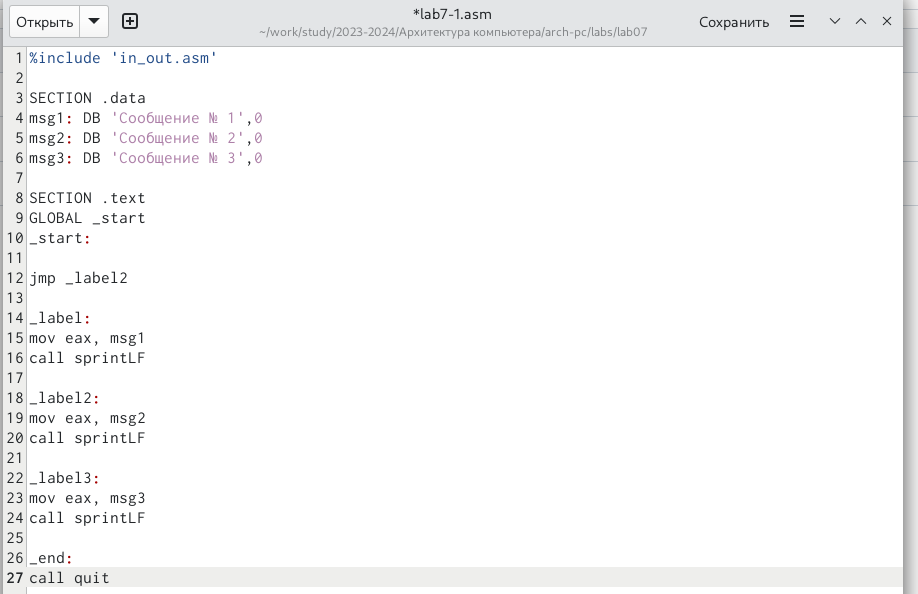 Открыть
*lab7-1.asm
~/work/study/2023-2024/Архитектура компьютера/arch-pc/labs/lab07
Сохранить
1 %include 'in_out.asm'
2
3 SECTION .data
4 msg1: DB 'Сообщение № 1',0
5 msg2: DB 'Сообщение № 2',0
6 msg3: DB 'Сообщение № 3',0
7
8 SECTION .text
9 GLOBAL _start
10 _start:
11
12 jmp _label2
13
14 _label:
15 mov eax, msg1
16 call sprintLF
17
18 _label2:
19 mov eax, msg2
20 call sprintLF
21
22 _label3:
23 mov eax, msg3
24 call sprintLF
25
26 _end:
27 call quit